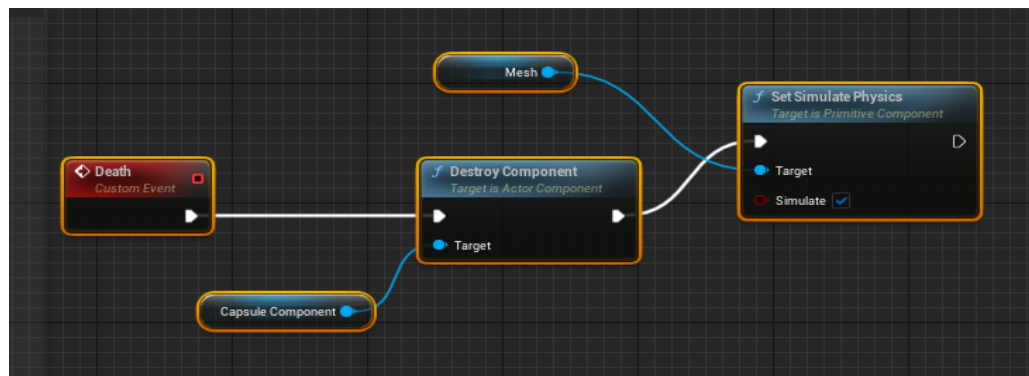 Mesh
Set Simulate Physics
Target is Primitive Component
Target
Simulate
Death
Custom Event
Destroy Component
Target is Actor Component
Target
Capsule Component